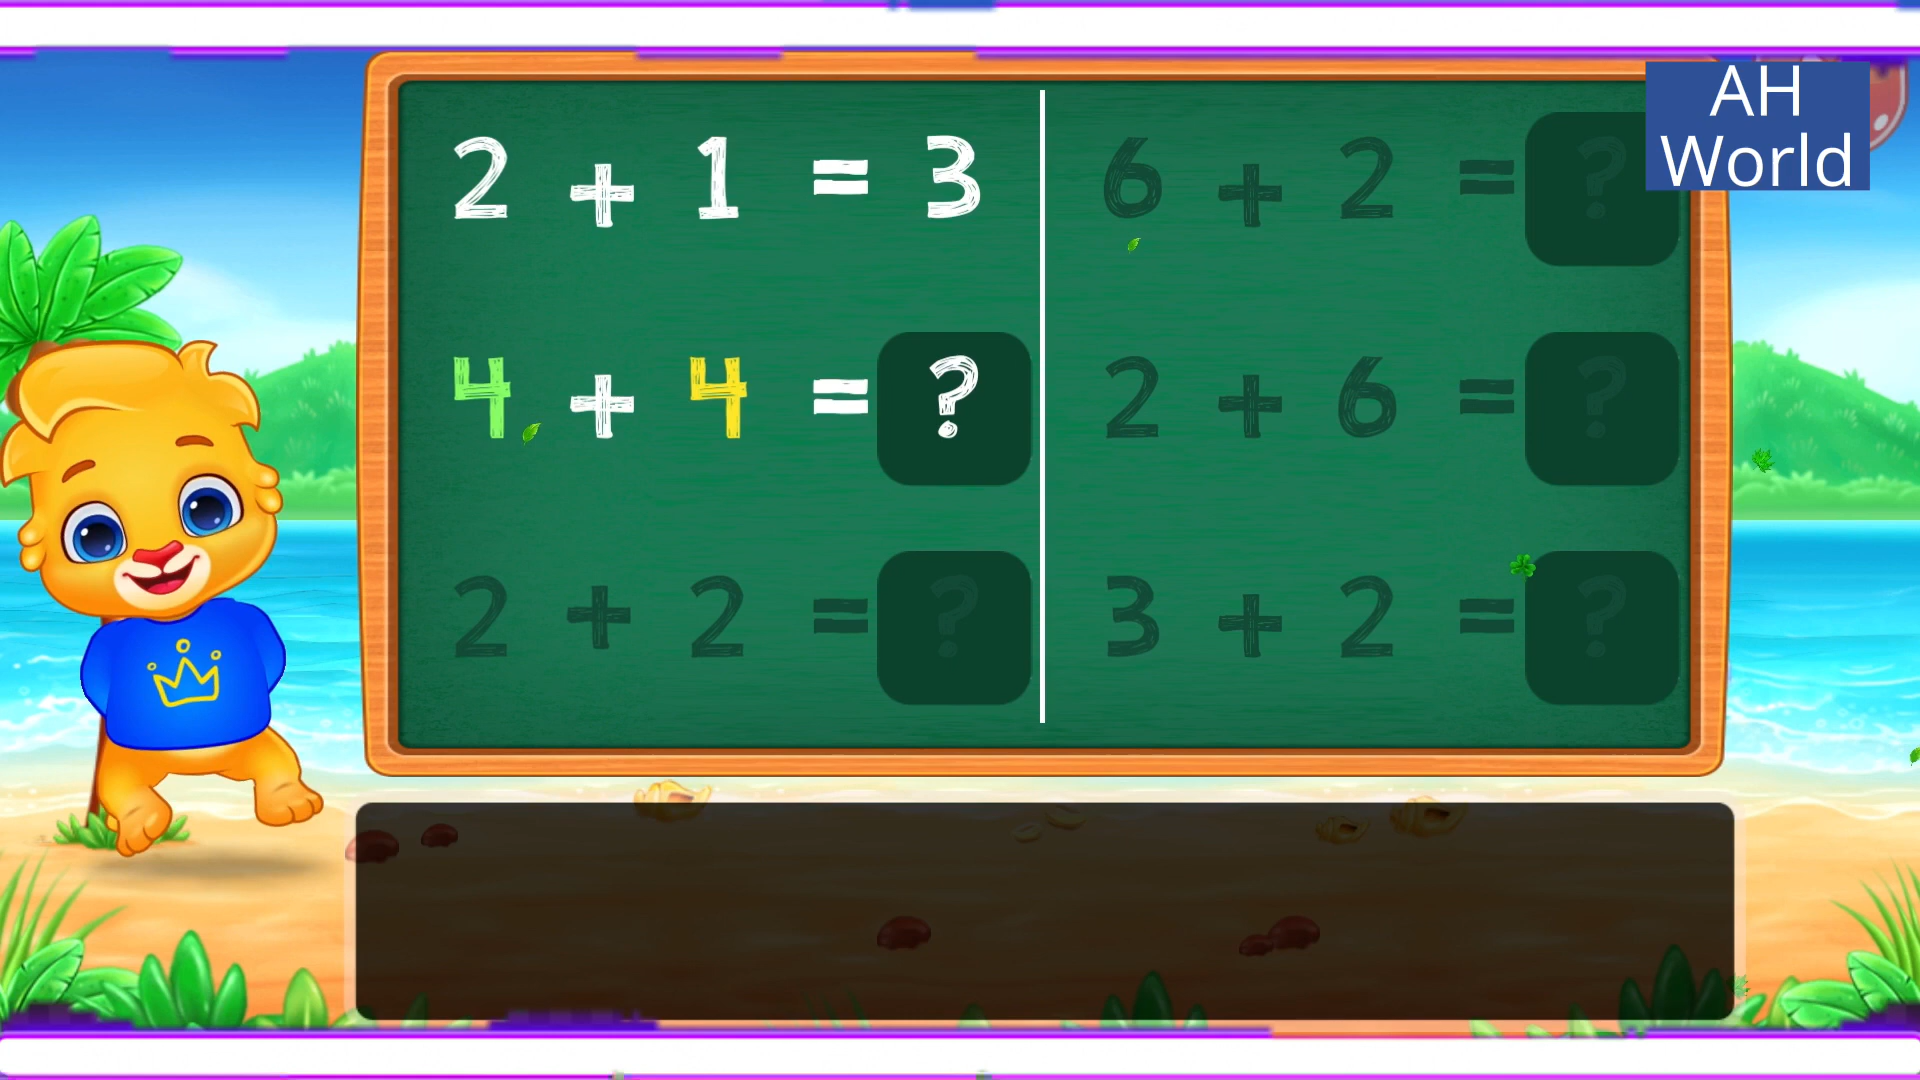 2 + 1 = 3
4 + 4 = ?
2 + 2 = ?
6 + 2 = ?
2 + 6 = ?
3 + 2 = ?
AH
World